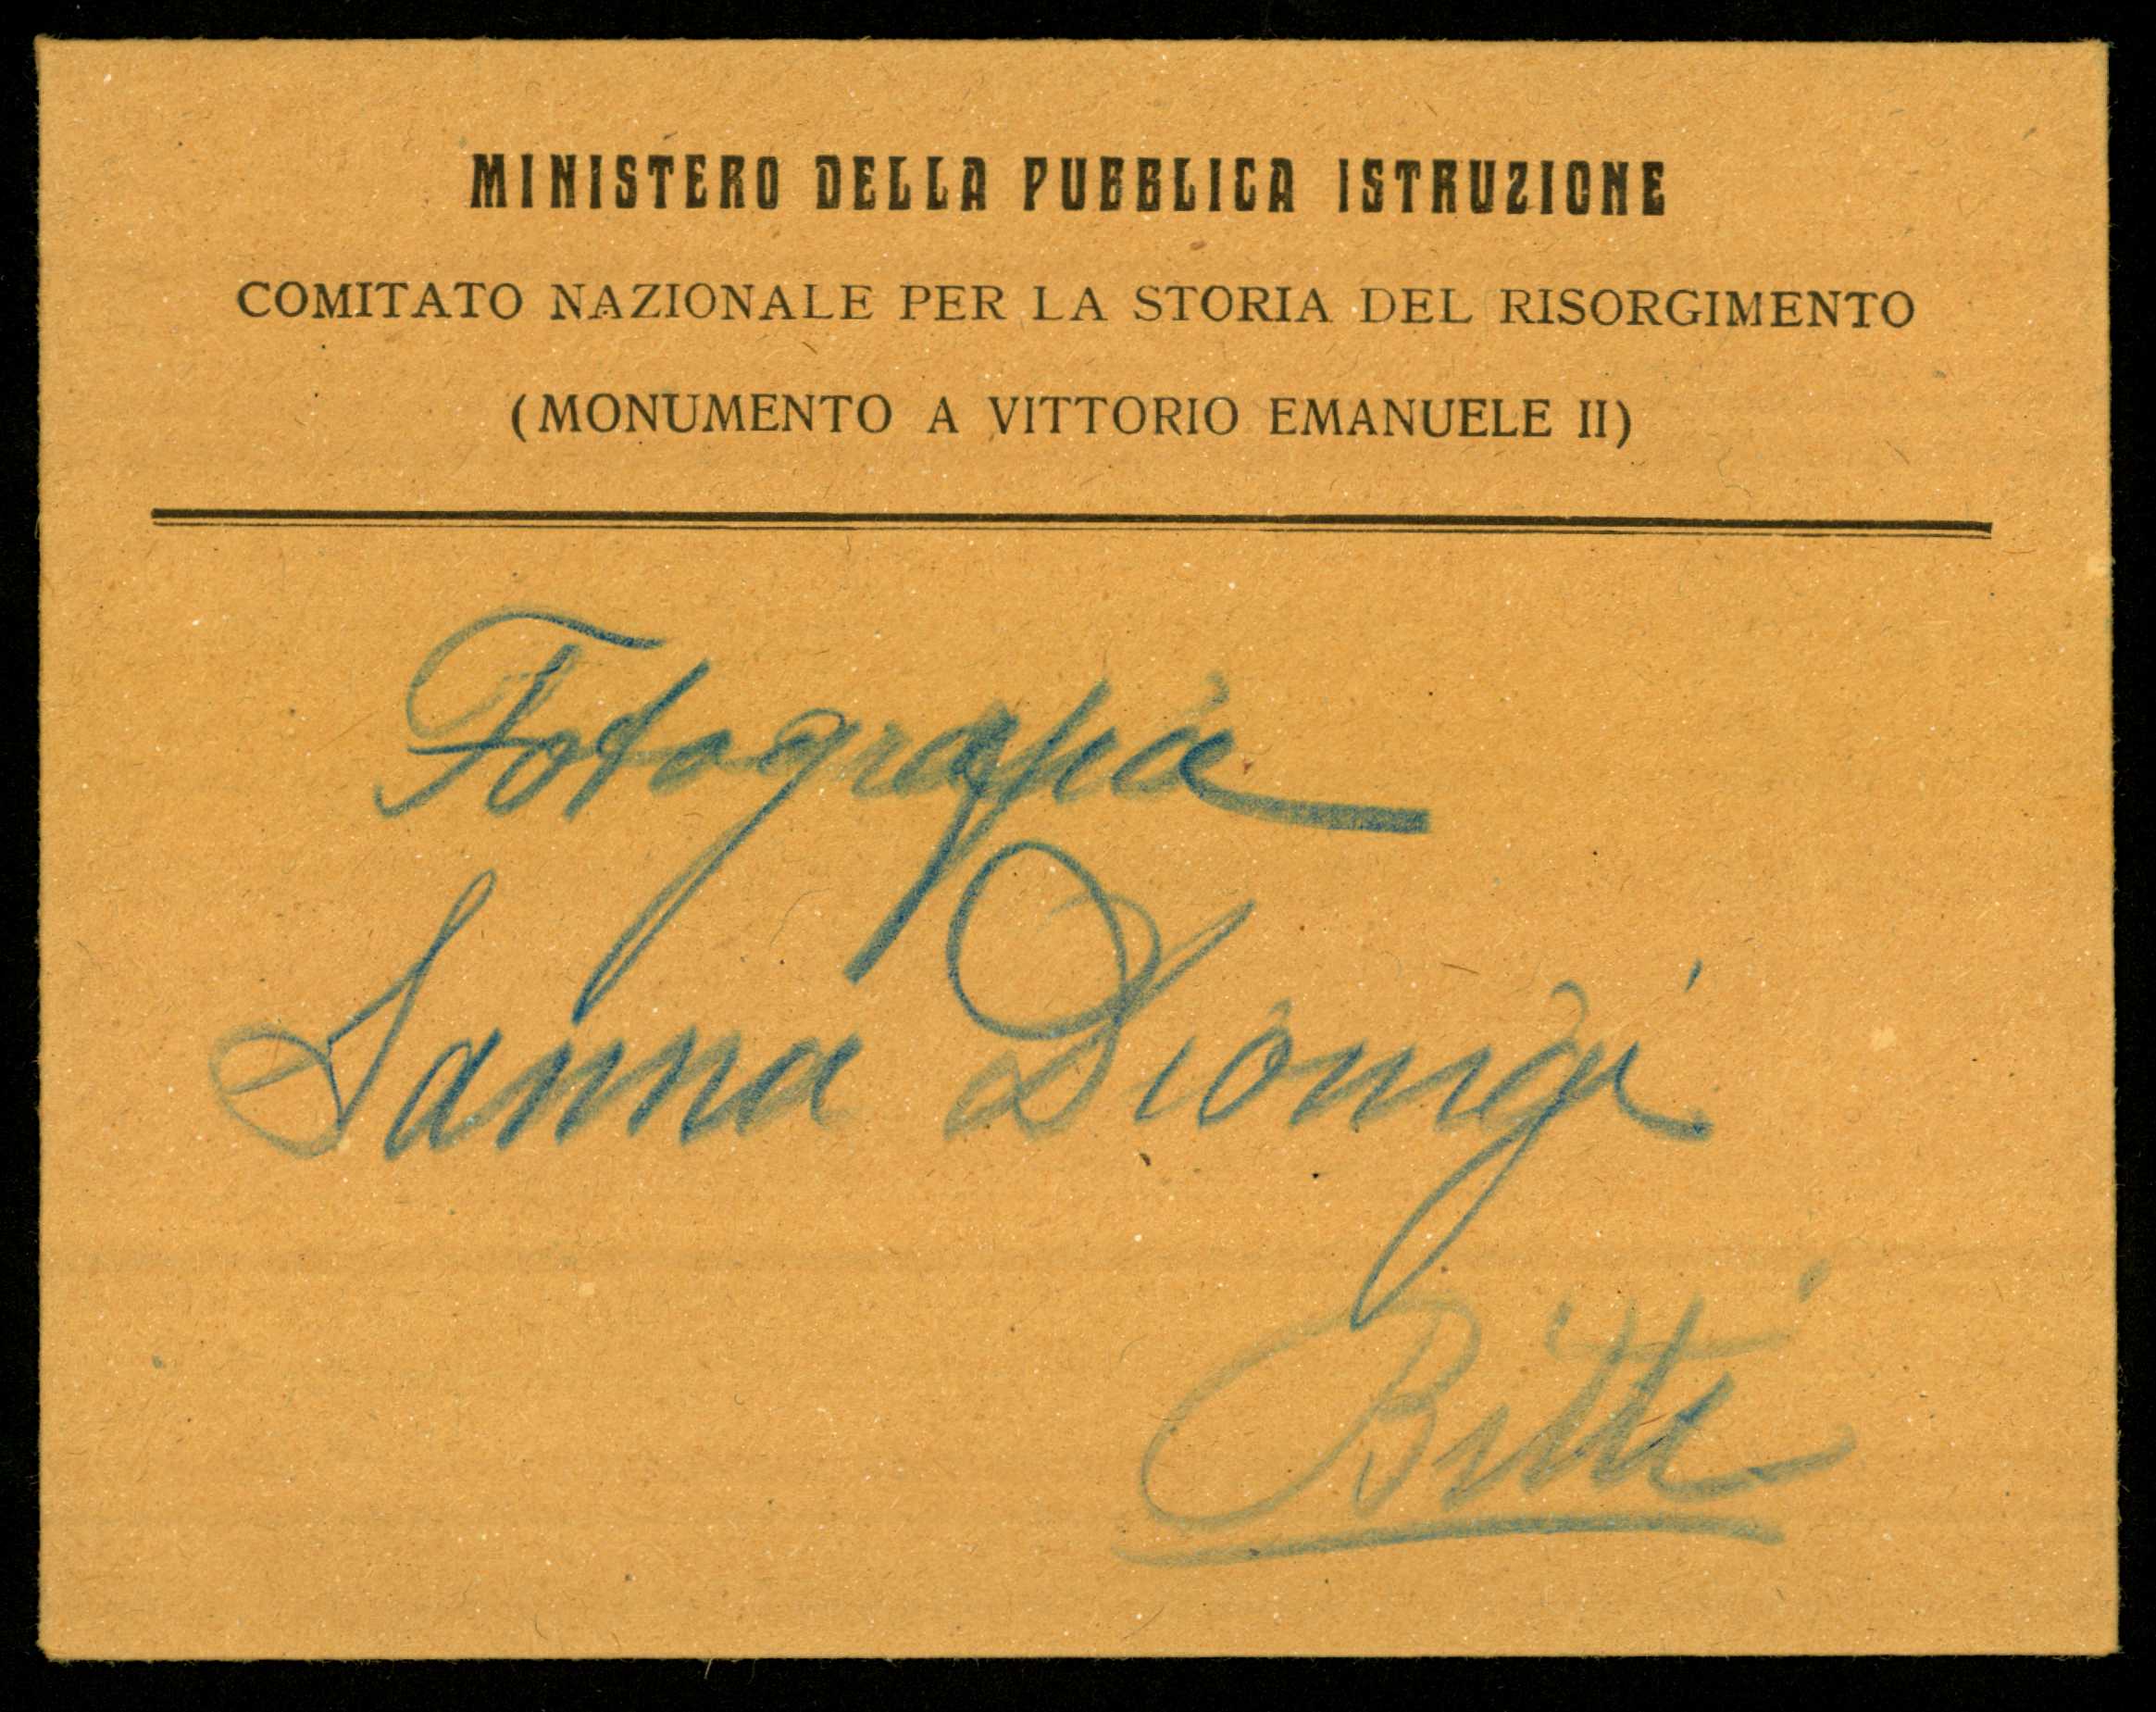 MINISTERO DELLA PUBBLICA ISTRUZIONE
COMITATO NAZIONALE PER LA STORIA DEL RISORGIMENTO
(MONUMENTO A VITTORIO EMANUELE II)
Fotografia
Sanna Dionigi
Bitti